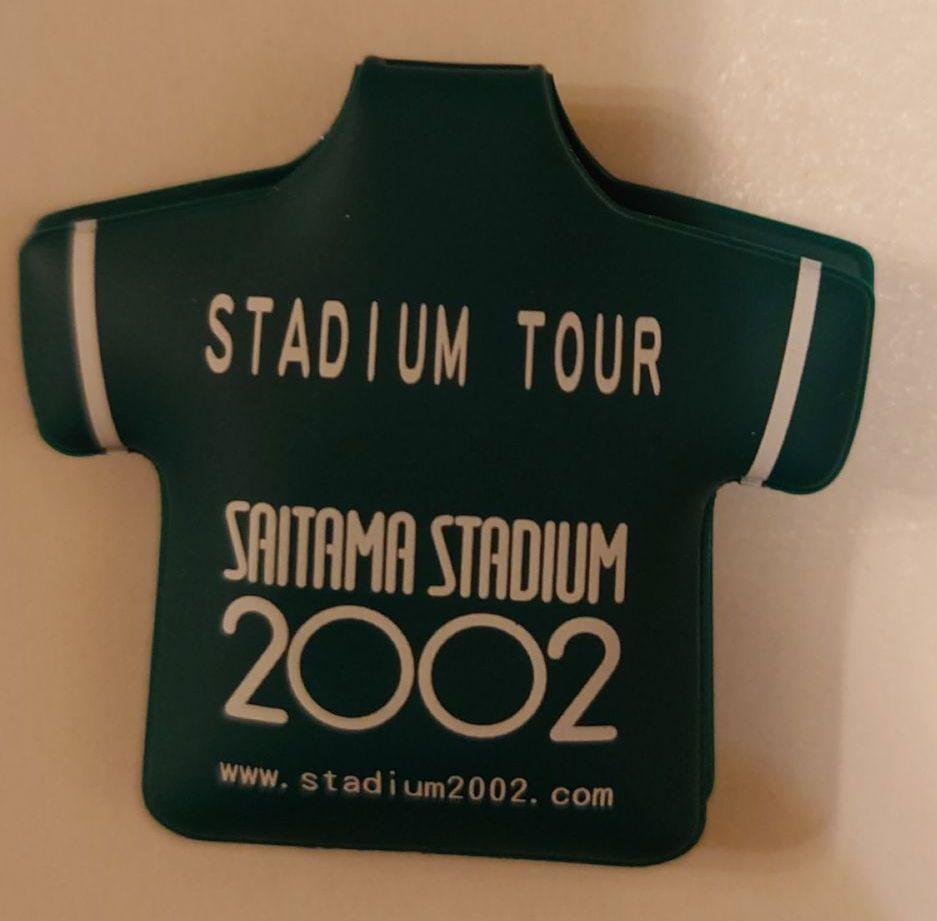 STADIUM TOUR
SAITAMA STADIUM
2002
www.stadium2002.com